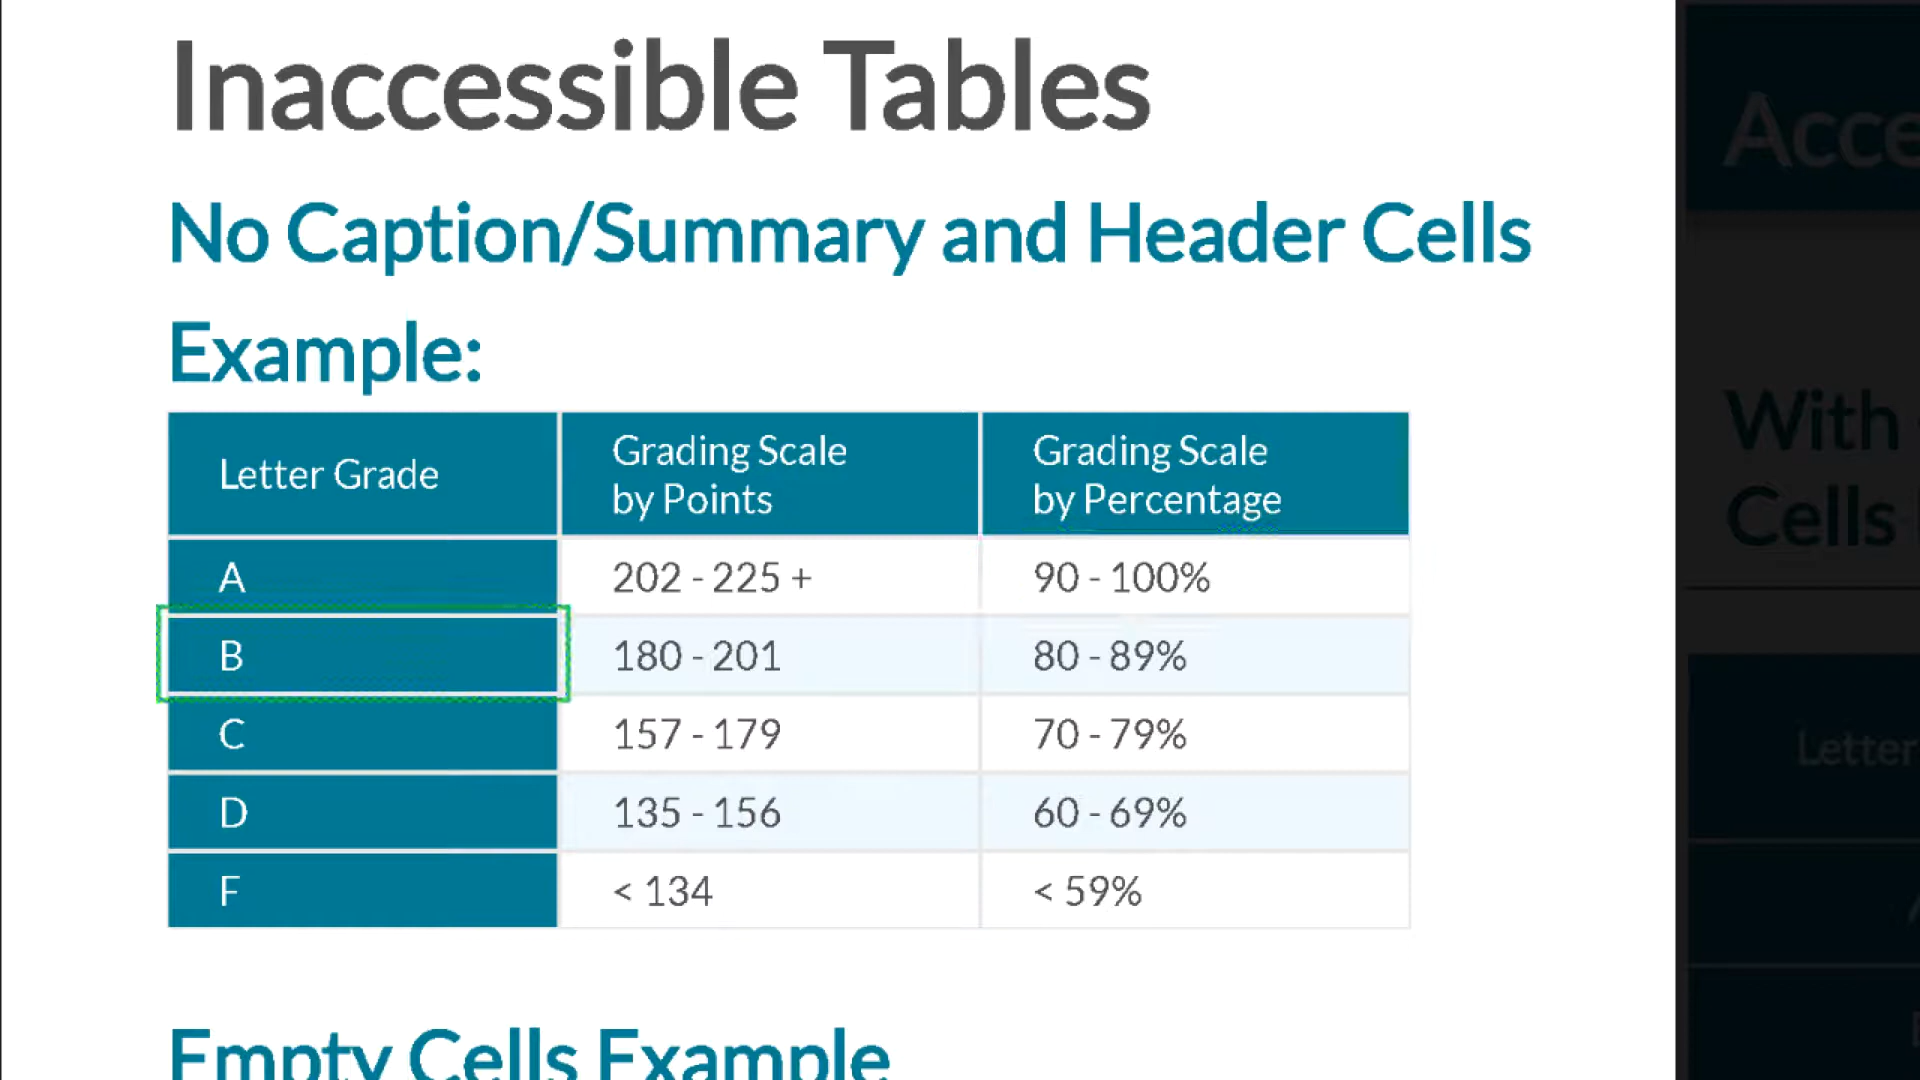 Inaccessible Tables
No Caption/Summary and Header Cells
Example:
Letter Grade
Grading Scale
by Points
Grading Scale
by Percentage
A
202 - 225 +
90 - 100%
B
180 - 201
80 - 89%
C
157 - 179
70 - 79%
D
135 - 156
60 - 69%
F
< 134
< 59%
Empty Cells Example
With
Cells
Letter